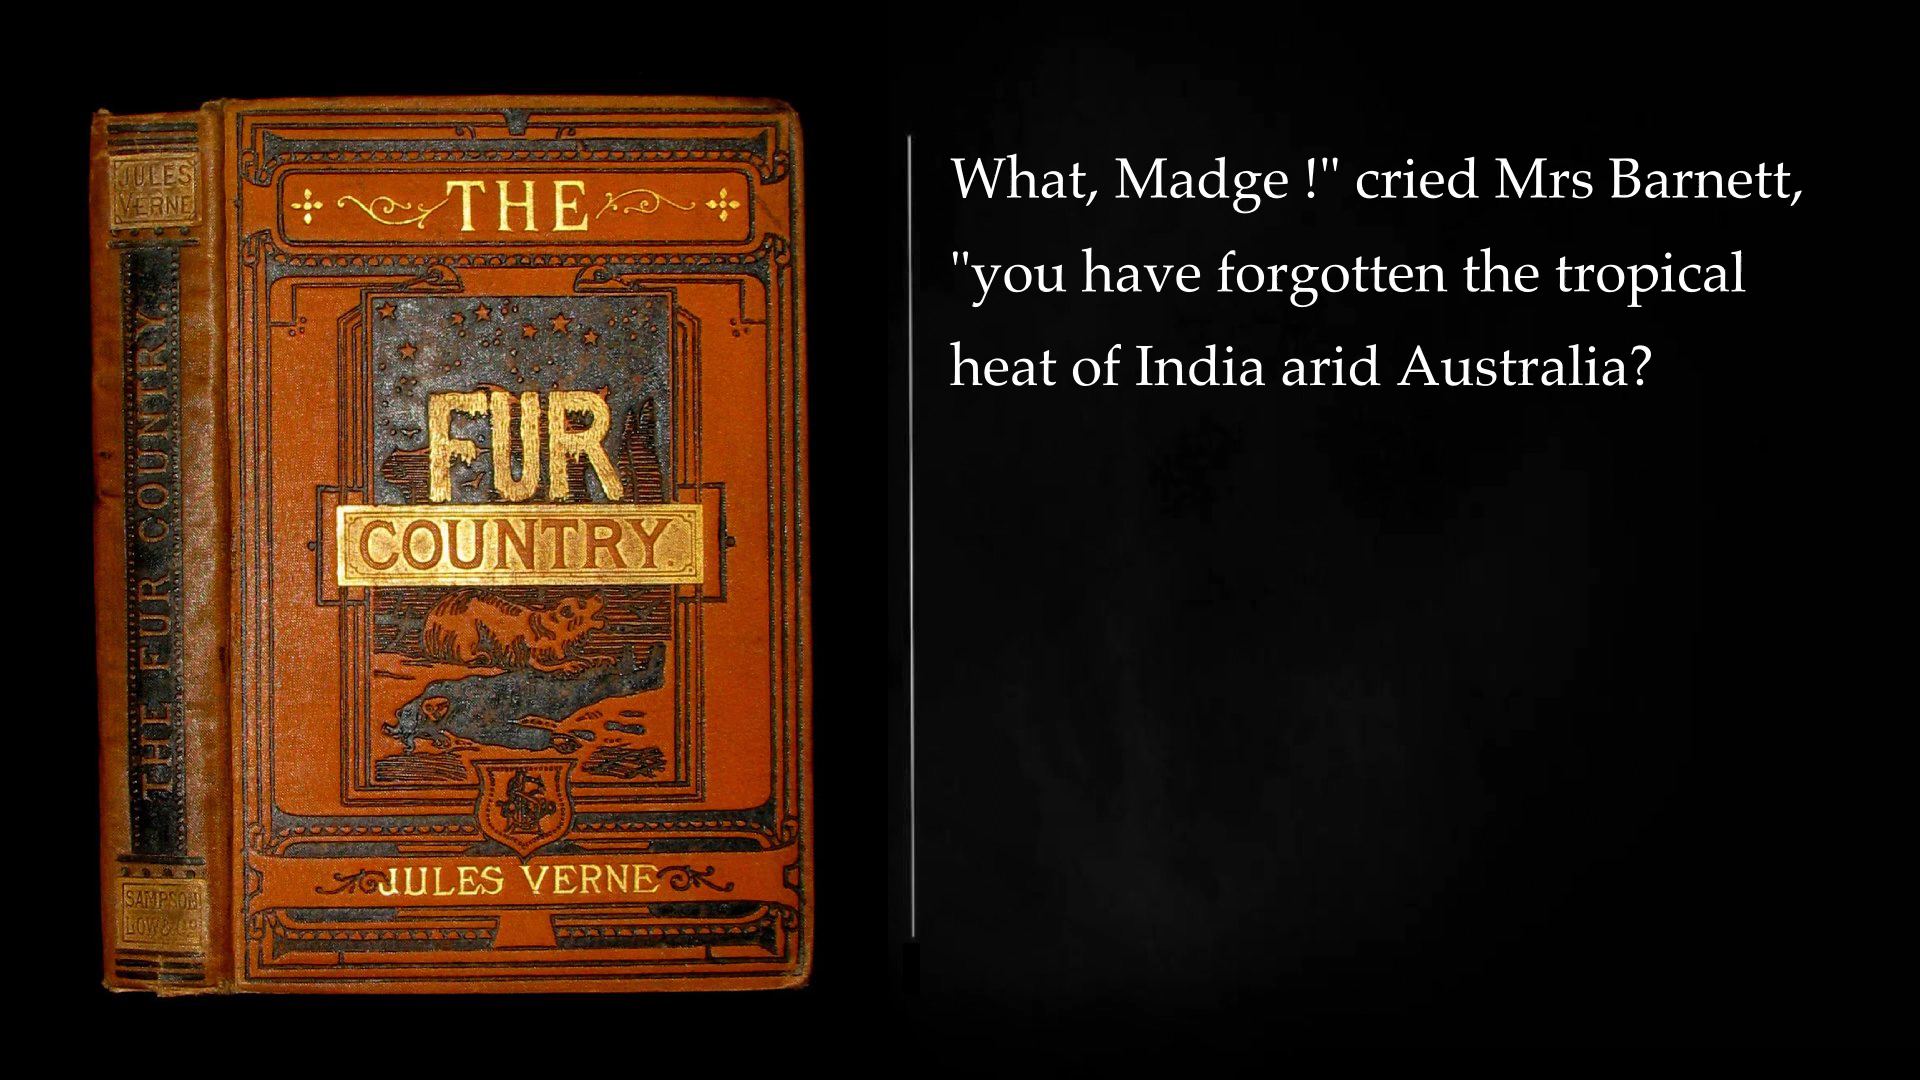 JULES
VERNE
THE FUR COUNTRY.
SAMPSON
LOW & Co
THE
FUR
COUNTRY.
JULES VERNE
What, Madge !" cried Mrs Barnett,
"you have forgotten the tropical
heat of India arid Australia?